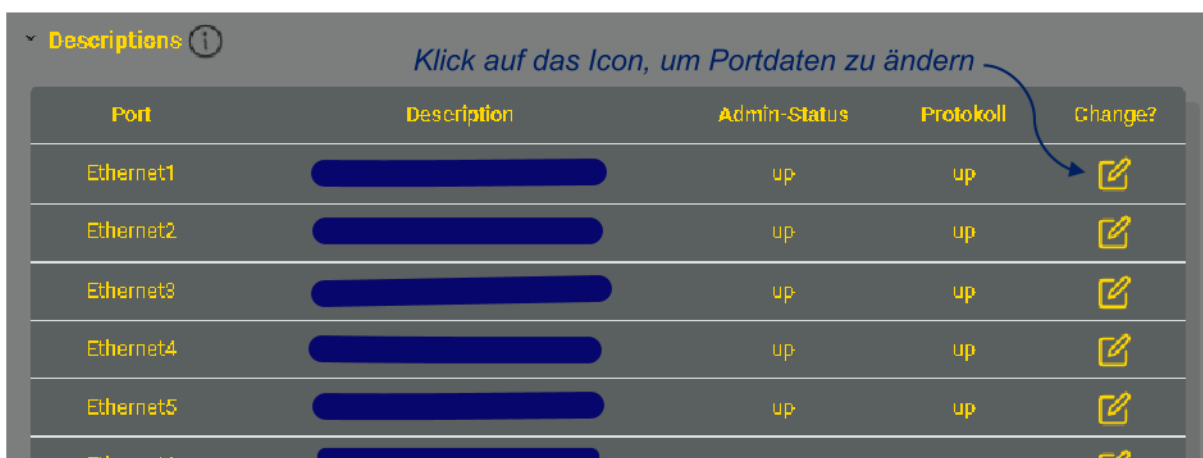 Descriptions
Klick auf das Icon, um Portdaten zu ändern
Port Description Admin-Status Protokoll Change?
Ethernet1 up up
Ethernet2 up up
Ethernet3 up up
Ethernet4 up up
Ethernet5 up up